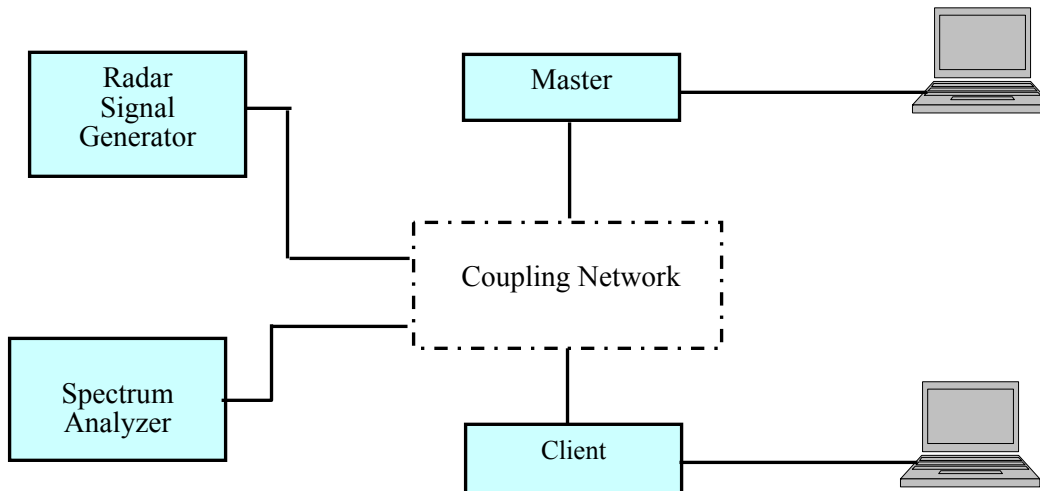 Radar
Signal
Generator
Master
Coupling Network
Spectrum
Analyzer
Client